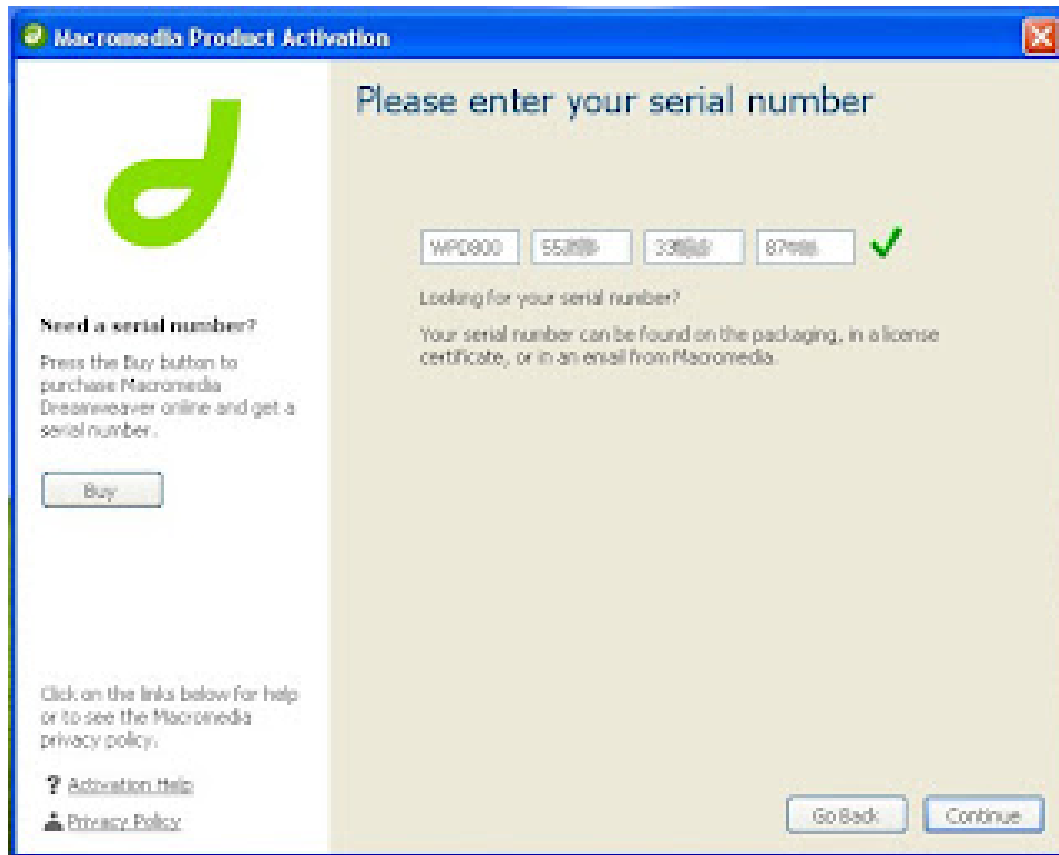 Macromedia Product Activation
Please enter your serial number
WPD800
Looking for your serial number?
Your serial number can be found on the packaging, in a license
certificate, or in an email from Macromedia.
Need a serial number?
Press the Buy button to
purchase Macromedia
Dreamweaver online and get a
serial number.
Buy
Click on the links below for help
or to see the Macromedia
privacy policy.
? Activation Help
Privacy Policy
Go Back
Continue